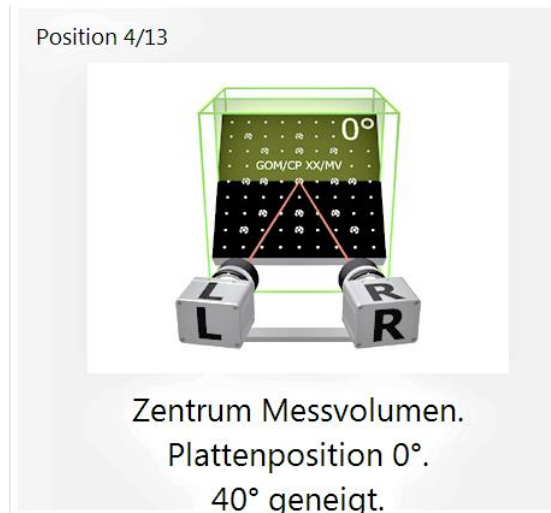 Position 4/13
0°
GOM/CP XX/MV
L R
L R
Zentrum Messvolumen.
Plattenposition 0°.
40° geneigt.